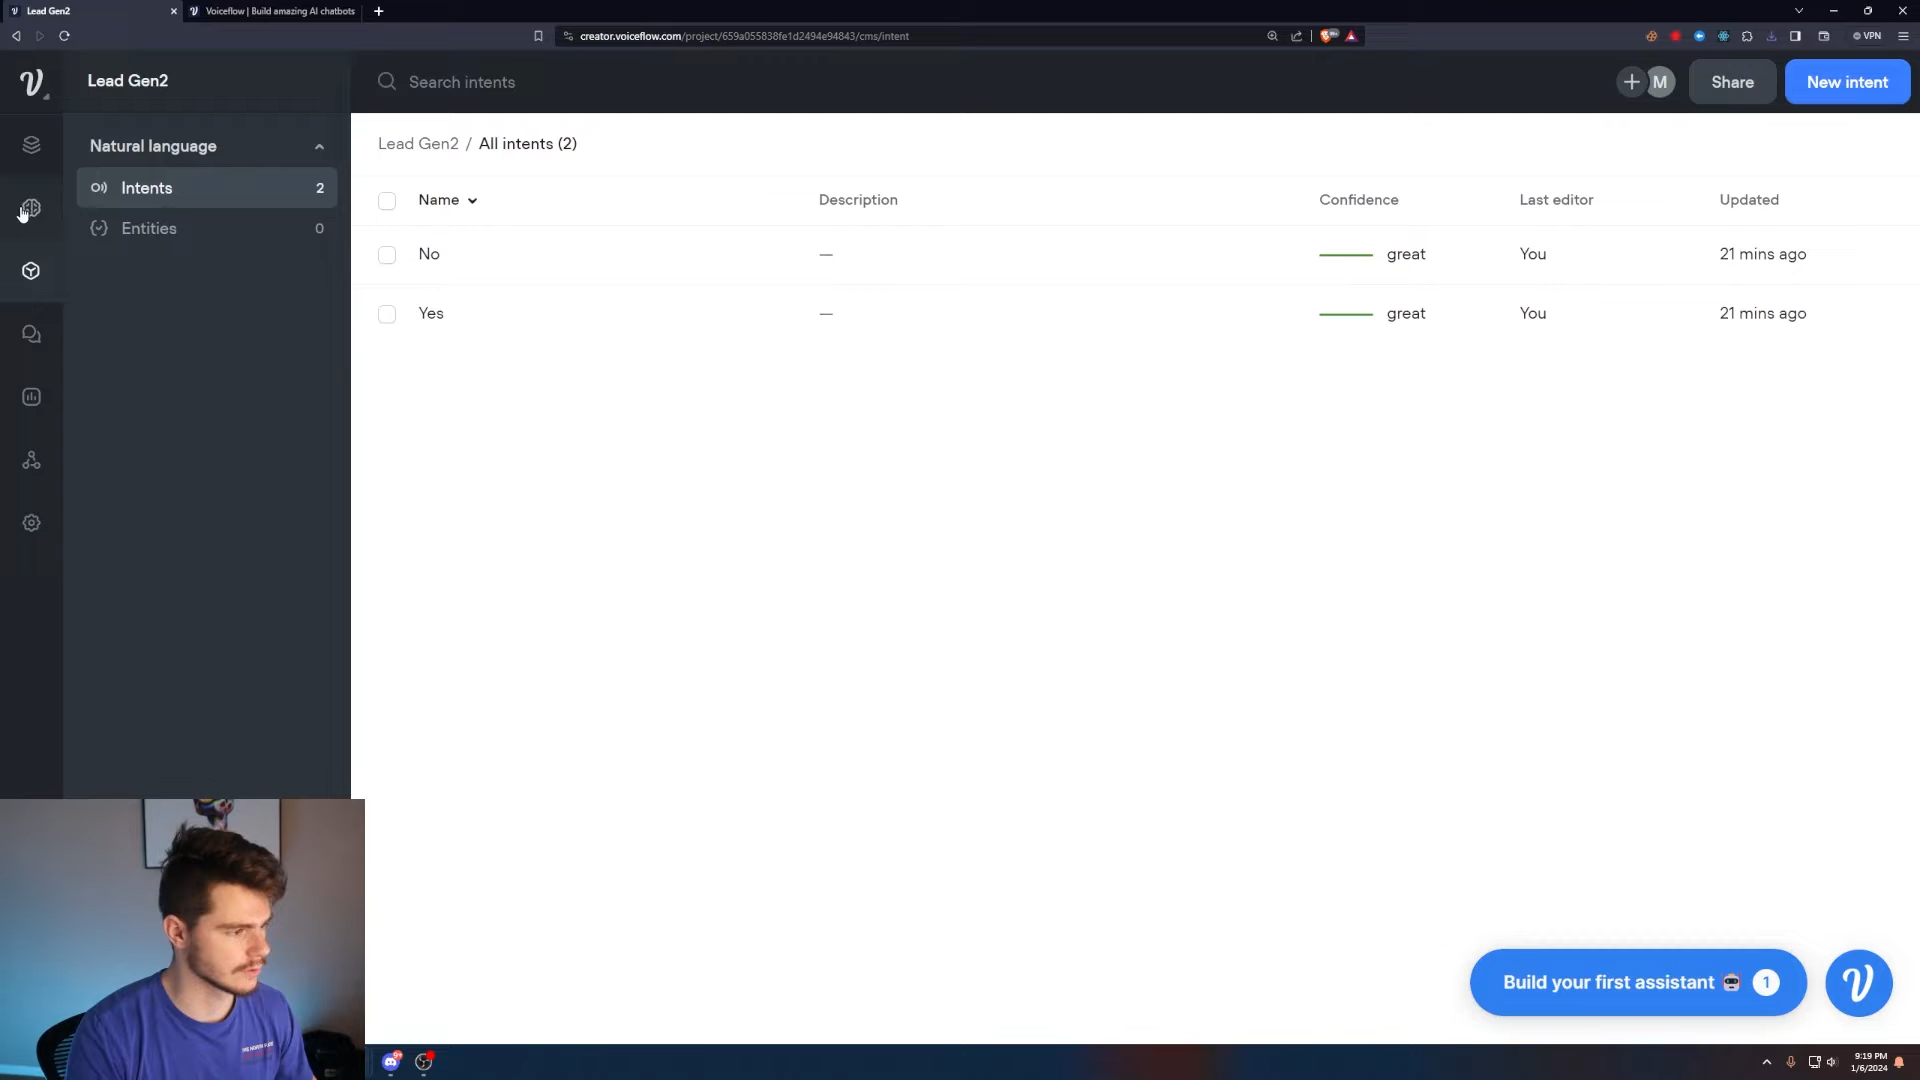 Lead Gen2
Voiceflow | Build amazing AI chatbots
creator.voiceflow.com/project/659a055838fe1d2494e94843/cms/intent
VPN
Lead Gen2
Search intents
M
Share
New intent
Natural language
Intents 2
Entities 0
Lead Gen2 / All intents (2)
Name Description Confidence Last editor Updated
No — great You 21 mins ago
Yes — great You 21 mins ago
Build your first assistant 1
9:19 PM
1/6/2024